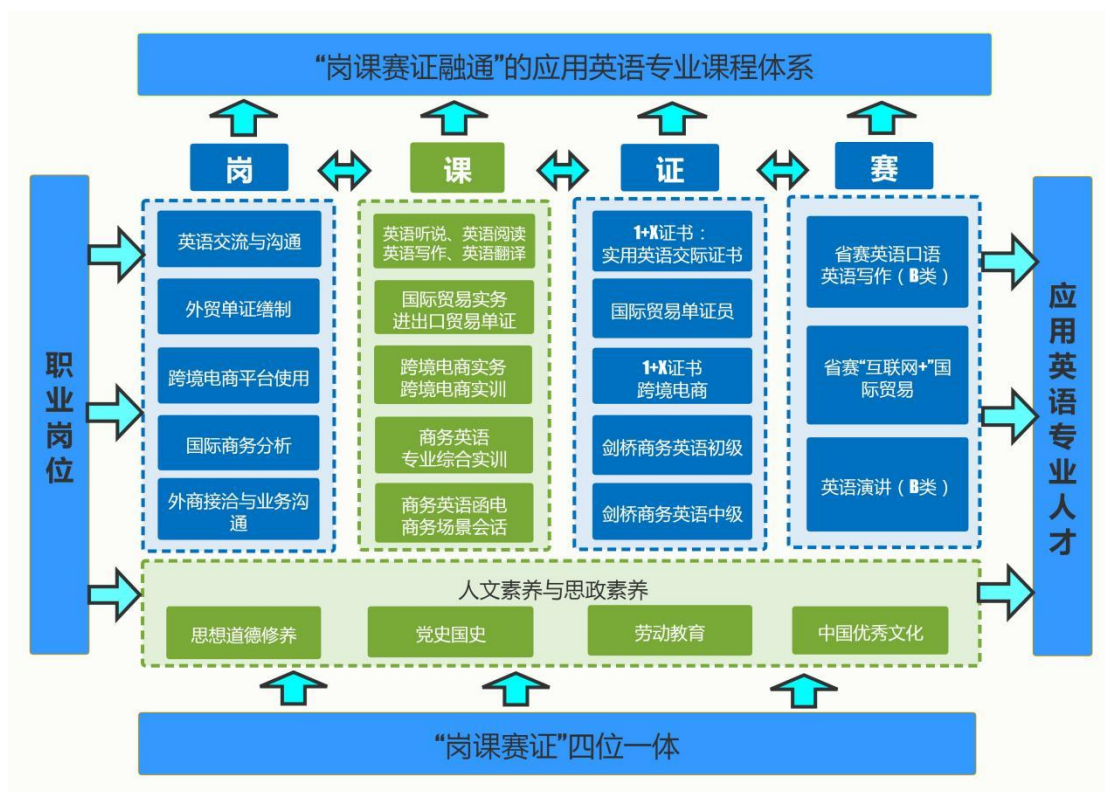 “岗课赛证融通”的应用英语专业课程体系
岗
课
证
赛
职业岗位
英语交流与沟通
外贸单证缮制
跨境电商平台使用
国际商务分析
外商接洽与业务沟
通
英语听说、英语阅读
英语写作、英语翻译
国际贸易实务
进出口贸易单证
跨境电商实务
跨境电商实训
商务英语
专业综合实训
商务英语函电
商务场景会话
1+X证书：
实用英语交际证书
国际贸易单证员
1+X证书
跨境电商
剑桥商务英语初级
剑桥商务英语中级
省赛英语口语
英语写作（B类）
省赛“互联网+”国
际贸易
英语演讲（B类）
应用英语专业人才
人文素养与思政素养
思想道德修养
党史国史
劳动教育
中国优秀文化
“岗课赛证”四位一体